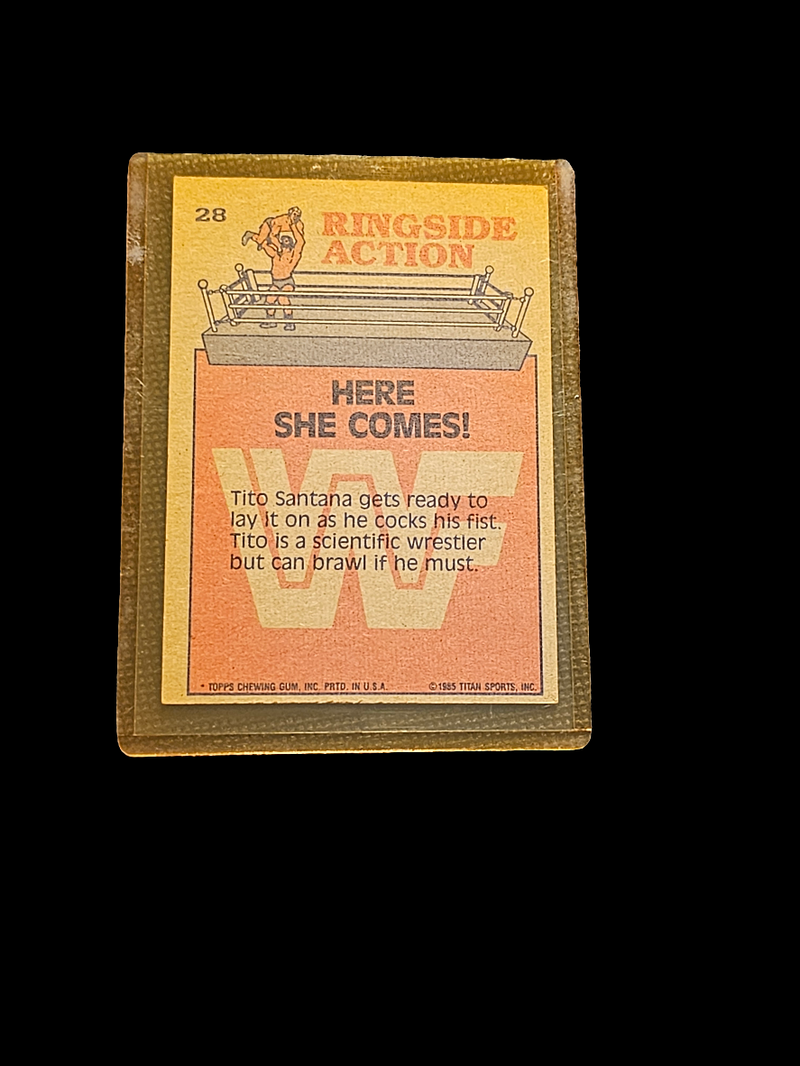 28
RINGSIDE
ACTION
HERE
SHE COMES!
WWF
Tito Santana gets ready to
lay it on as he cocks his fist.
Tito is a scientific wrestler
but can brawl if he must.
* TOPPS CHEWING GUM, INC. PRTD. IN U.S.A. ©1985 TITAN SPORTS, INC.